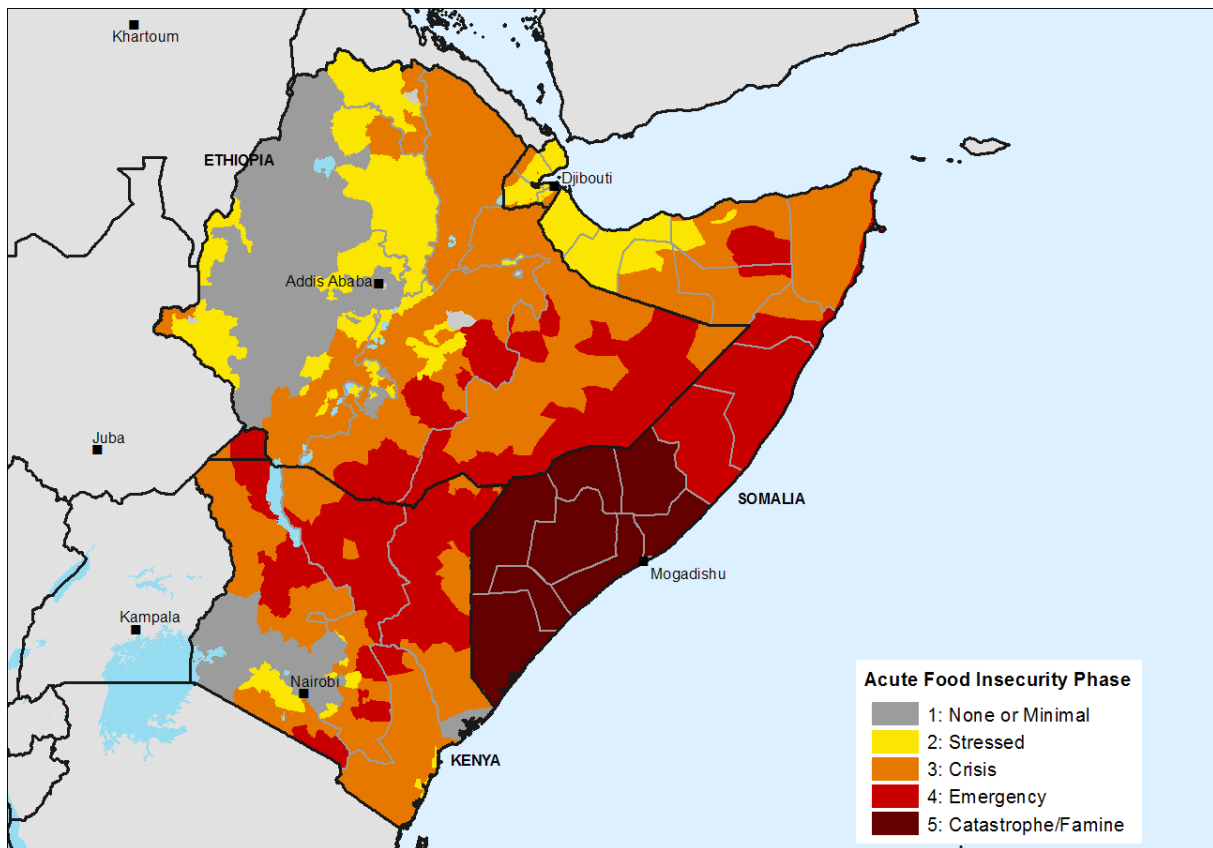 Khartoum
ETHIOPIA
Djibouti
Addis Ababa
Juba
SOMALIA
Mogadishu
Kampala
Nairobi
KENYA
Acute Food Insecurity Phase
1: None or Minimal
2: Stressed
3: Crisis
4: Emergency
5: Catastrophe/Famine